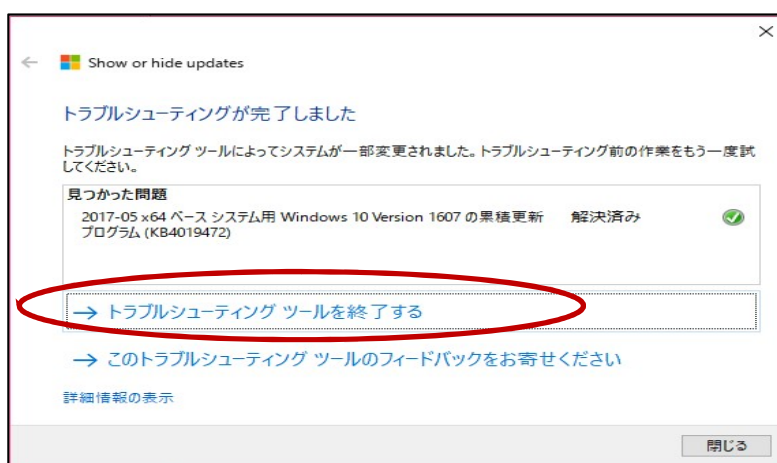 Show or hide updates
トラブルシューティングが完了しました
トラブルシューティング ツールによってシステムが一部変更されました。トラブルシューティング前の作業をもう一度試
してください。
見つかった問題
2017-05 x64 ベース システム用 Windows 10 Version 1607 の累積更新 解決済み
プログラム (KB4019472)
→ トラブルシューティング ツールを終了する
→ このトラブルシューティング ツールのフィードバックをお寄せください
詳細情報の表示
閉じる